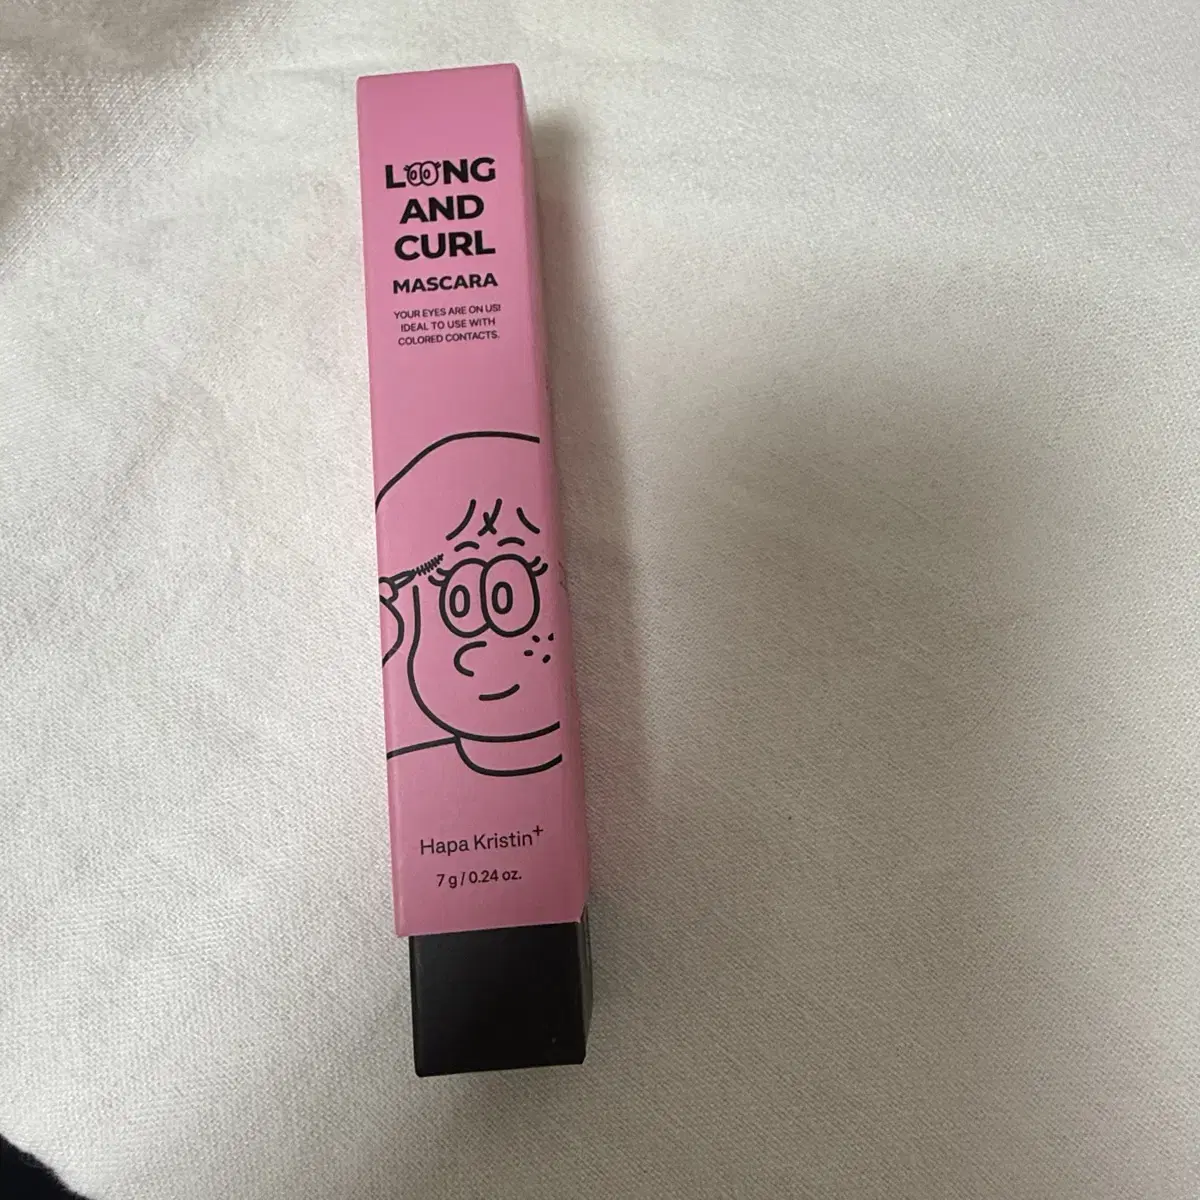 LOONG
AND
CURL
MASCARA
YOUR EYES ARE ON US!
IDEAL TO USE WITH
COLORED CONTACTS.
Hapa Kristin+
7 g / 0.24 oz.